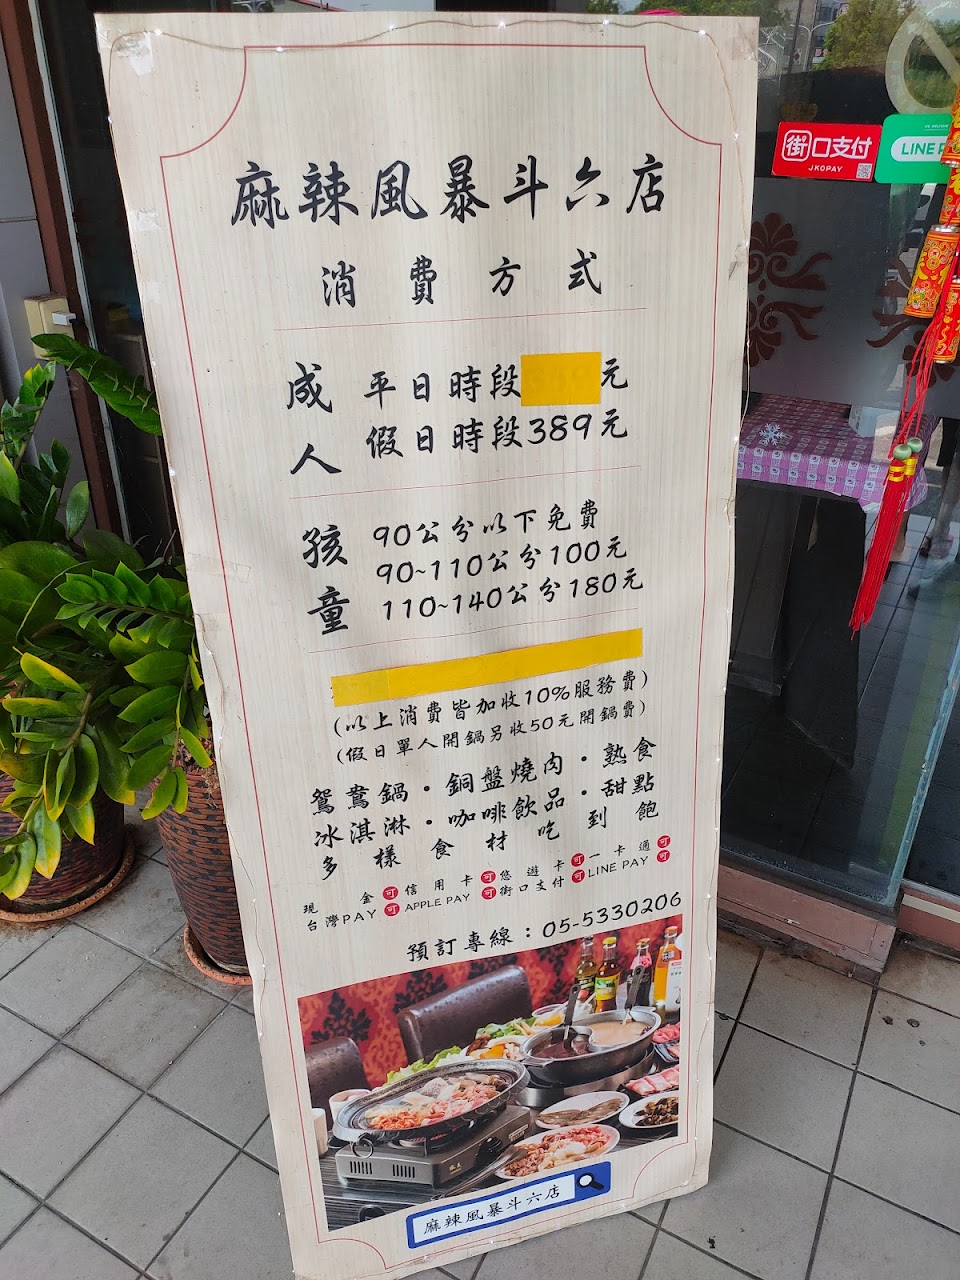 麻辣風暴斗六店
消費方式
成人
平日時段 元
假日時段389元
孩童
90公分以下免費
90~110公分100元
110~140公分180元
(以上消費皆加收10%服務費)
(假日單人開鍋另收50元開鍋費)
鴛鴦鍋·銅盤燒肉·熟食
冰淇淋·咖啡飲品·甜點
多樣食材吃到飽
現金可信用卡可悠遊卡可一卡通可
台灣PAY可APPLE PAY可街口支付可LINE PAY可
預訂專線：05-5330206
麻辣風暴斗六店
街口支付
JKOPAY
LINE P